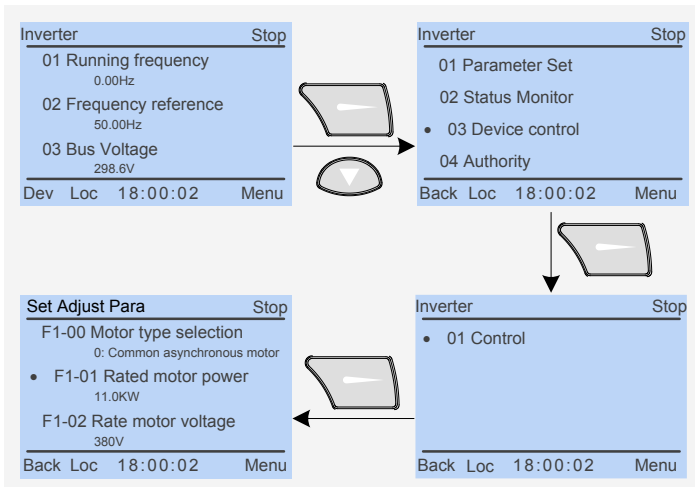 Inverter Stop
01 Running frequency
0.00Hz
02 Frequency reference
50.00Hz
03 Bus Voltage
298.6V
Dev Loc 18:00:02 Menu
Inverter Stop
01 Parameter Set
02 Status Monitor
• 03 Device control
04 Authority
Back Loc 18:00:02 Menu
Set Adjust Para Stop
F1-00 Motor type selection
0: Common asynchronous motor
• F1-01 Rated motor power
11.0KW
F1-02 Rate motor voltage
380V
Back Loc 18:00:02 Menu
Inverter Stop
• 01 Control
Back Loc 18:00:02 Menu